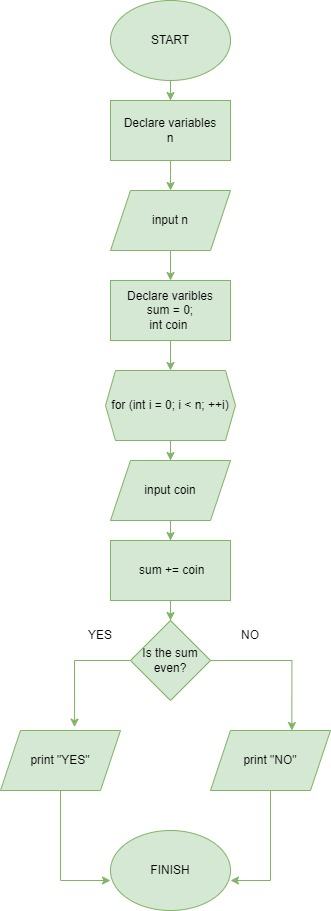 START
Declare variables
n
input n
Declare varibles
sum = 0;
int coin
for (int i = 0; i < n; ++i)
input coin
sum += coin
YES
NO
Is the sum
even?
print "YES"
print "NO"
FINISH